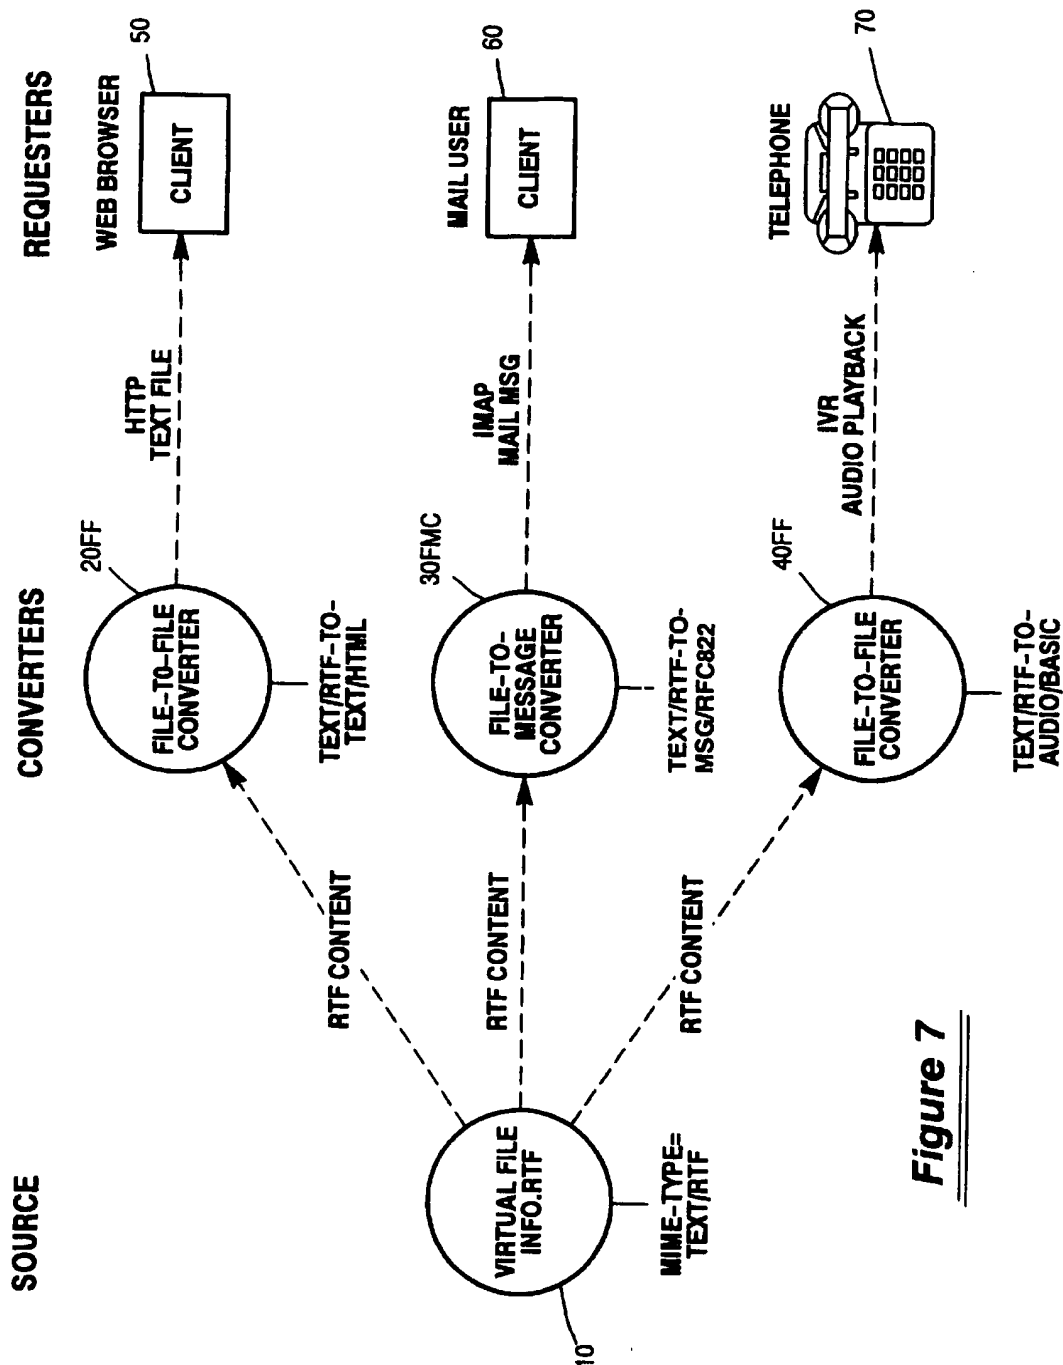 SOURCE
CONVERTERS
REQUESTERS
VIRTUAL FILE
INFO.RTF
10
MIME-TYPE=
TEXT/RTF
RTF CONTENT
RTF CONTENT
RTF CONTENT
FILE-TO-FILE
CONVERTER
20FF
TEXT/RTF-TO-
TEXT/HTML
HTTP
TEXT FILE
WEB BROWSER
CLIENT
50
FILE-TO-
MESSAGE
CONVERTER
30FMC
TEXT/RTF-TO-
MSG/RFC822
IMAP
MAIL MSG
MAIL USER
CLIENT
60
FILE-TO-FILE
CONVERTER
40FF
TEXT/RTF-TO-
AUDIO/BASIC
IVR
AUDIO PLAYBACK
TELEPHONE
70
Figure 7